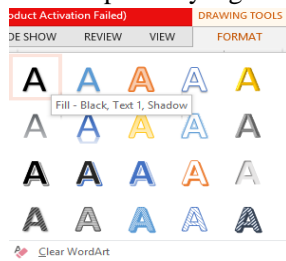 oduct Activation Failed) DRAWING TOOLS
DE SHOW REVIEW VIEW FORMAT
A A A A A
Fill - Black, Text 1, Shadow
A A A A A
A A A A A
A A A A A
Clear WordArt